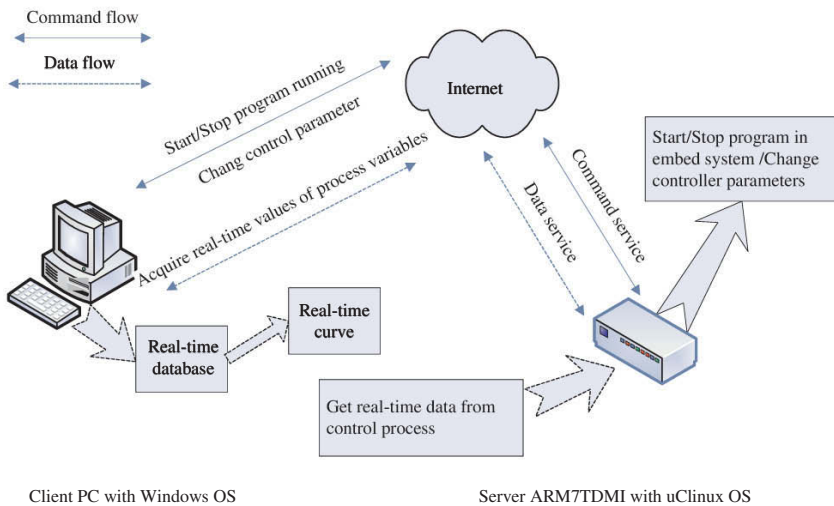 Command flow
Data flow
Start/Stop program running
Chang control parameter
Acquire real-time values of process variables
Internet
Data service
Command service
Start/Stop program in
embed system /Change
controller parameters
Real-time
database
Real-time
curve
Get real-time data from
control process
Client PC with Windows OS
Server ARM7TDMI with uClinux OS